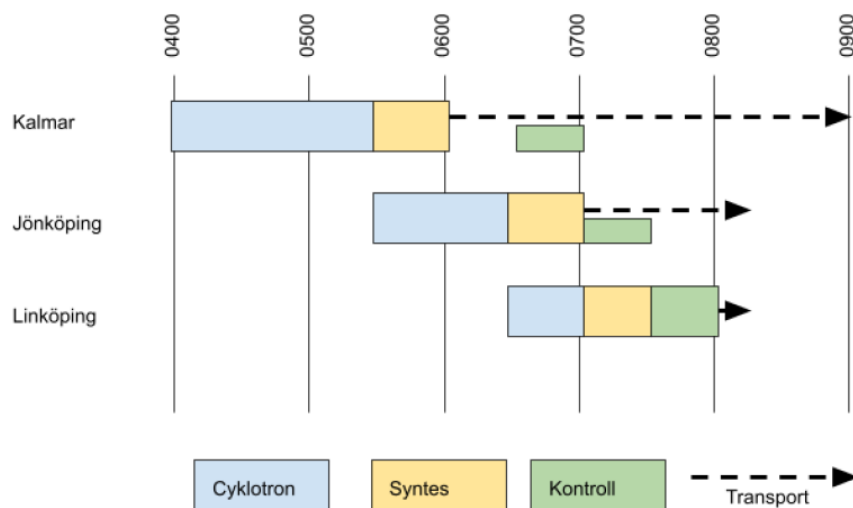 0400 0500 0600 0700 0800 0900
Kalmar
Jönköping
Linköping
Cyklotron Syntes Kontroll Transport